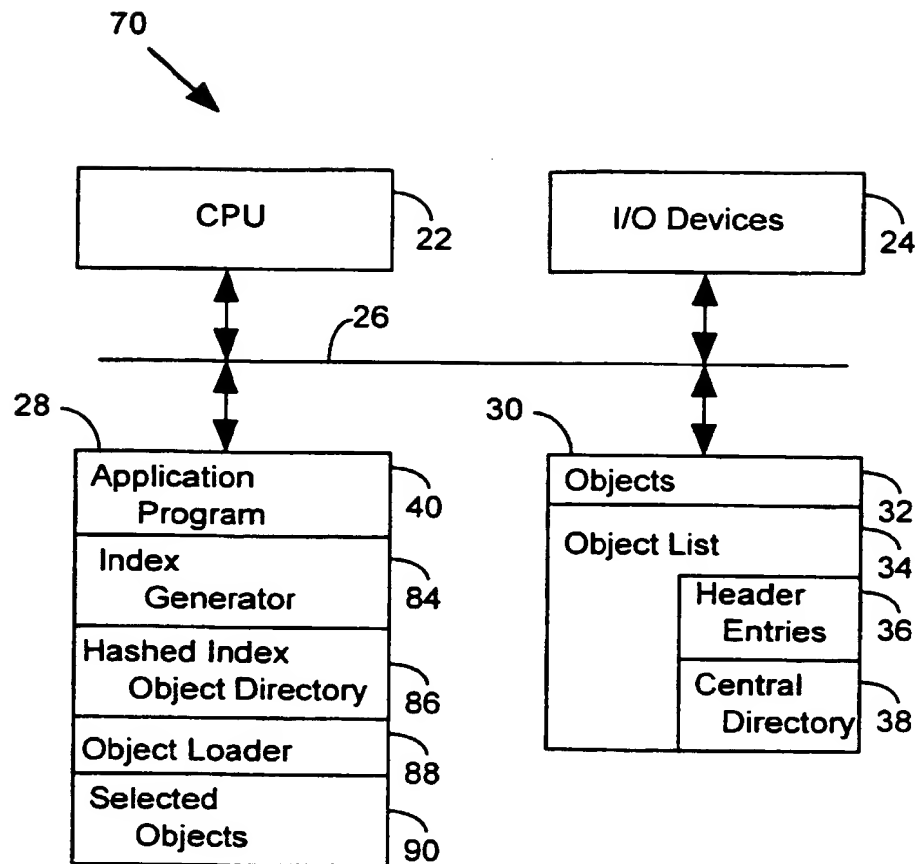 70
CPU
22
I/O Devices
24
26
28
Application
Program
40
Index
Generator
84
Hashed Index
Object Directory
86
Object Loader
88
Selected
Objects
90
30
Objects
32
Object List
34
Header
Entries
36
Central
Directory
38